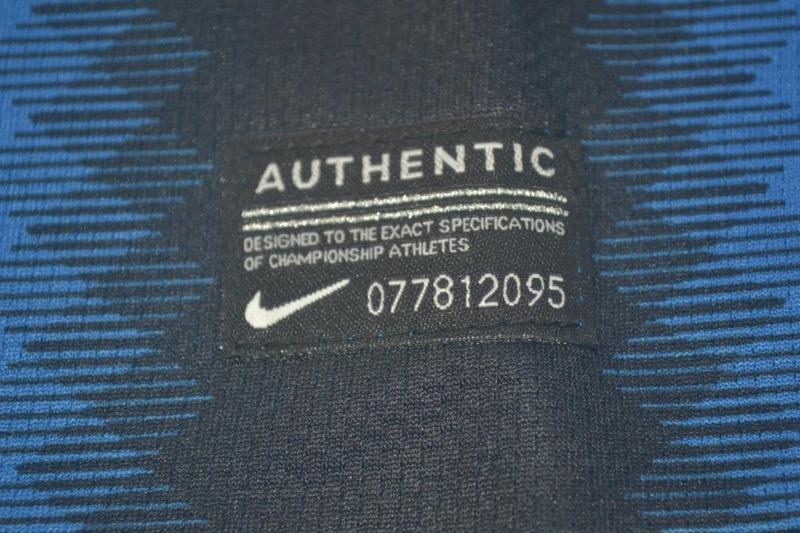 AUTHENTIC
DESIGNED TO THE EXACT SPECIFICATIONS
OF CHAMPIONSHIP ATHLETES
077812095